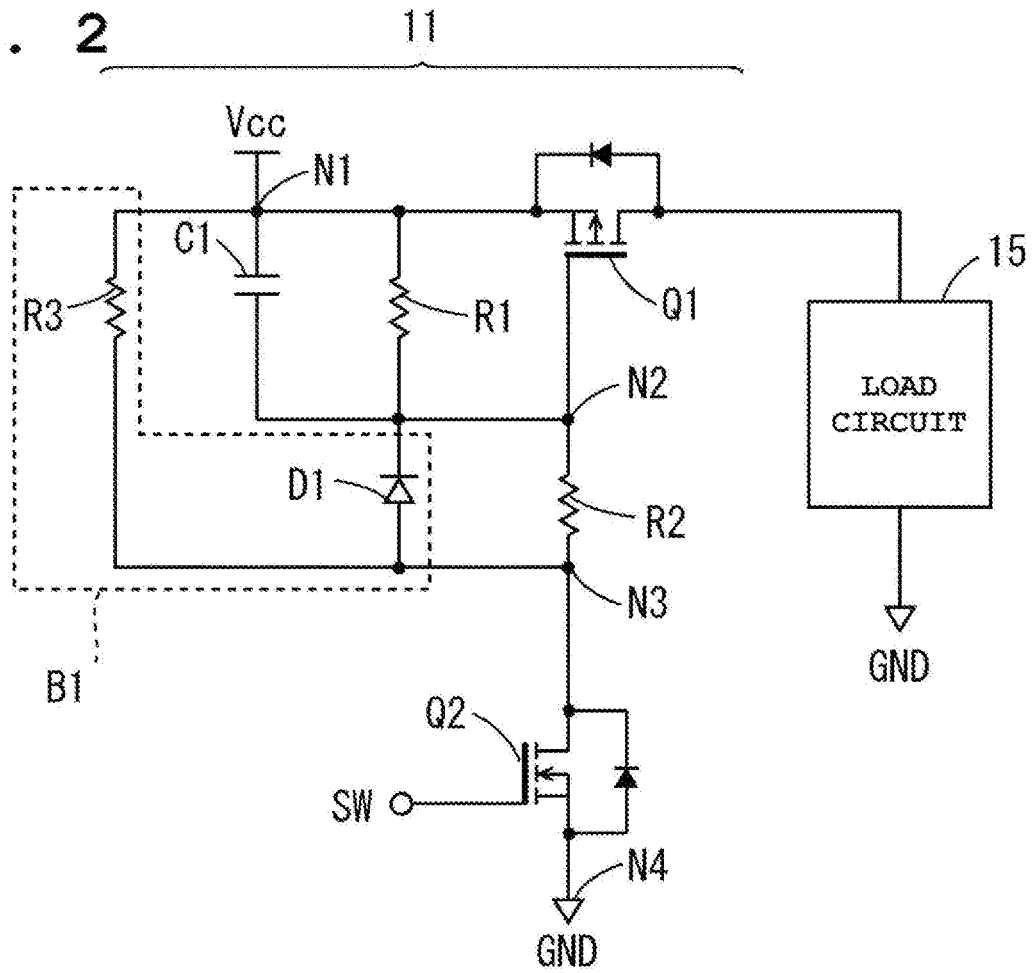 . 2
11
Vcc
N1
C1
R3
R1
Q1
15
LOAD
CIRCUIT
N2
D1
R2
N3
GND
B1
Q2
SW
N4
GND